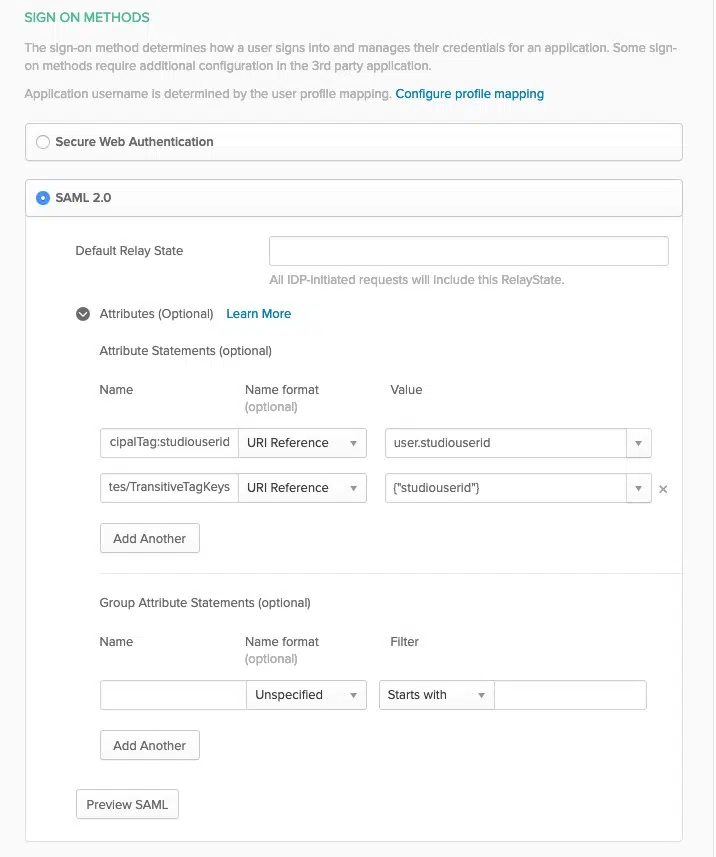 SIGN ON METHODS
The sign-on method determines how a user signs into and manages their credentials for an application. Some sign-
on methods require additional configuration in the 3rd party application.
Application username is determined by the user profile mapping. Configure profile mapping
Secure Web Authentication
SAML 2.0
Default Relay State
All IDP-initiated requests will include this RelayState.
Attributes (Optional) Learn More
Attribute Statements (optional)
Name Name format Value
(optional)
cipalTag:studiouserid URI Reference user.studiouserid
tes/TransitiveTagKeys URI Reference {"studiouserid"}
Add Another
Group Attribute Statements (optional)
Name Name format Filter
(optional)
Unspecified Starts with
Add Another
Preview SAML